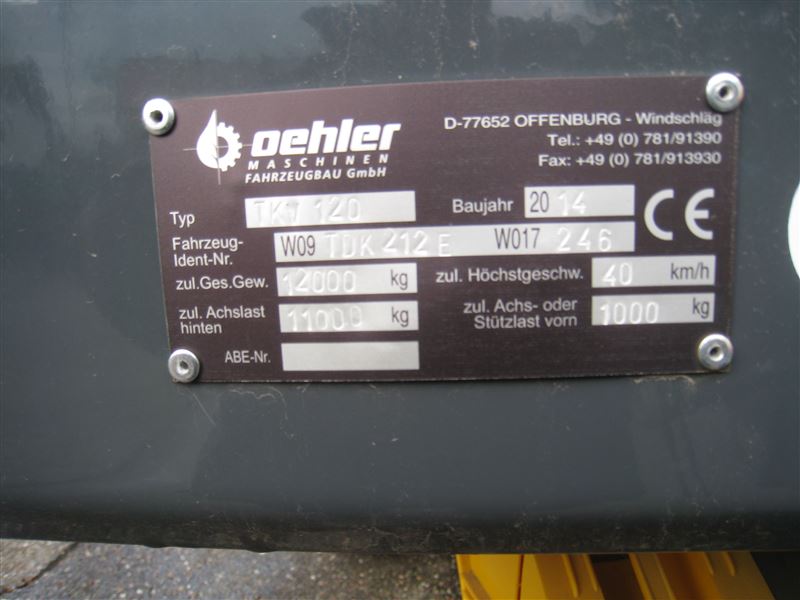 oehler
MASCHINEN
FAHRZEUGBAU GmbH
D-77652 OFFENBURG - Windschläg
Tel.: +49 (0) 781/91390
Fax: +49 (0) 781/913930
Typ TKV 120 Baujahr 20 14
Fahrzeug-
Ident-Nr. W09 TDK 212 E W017 246
zul.Ges.Gew. 12000 kg zul. Höchstgeschw. 40 km/h
zul. Achslast
hinten 11000 kg
zul. Achs- oder
Stützlast vorn 1000 kg
ABE-Nr.
CE